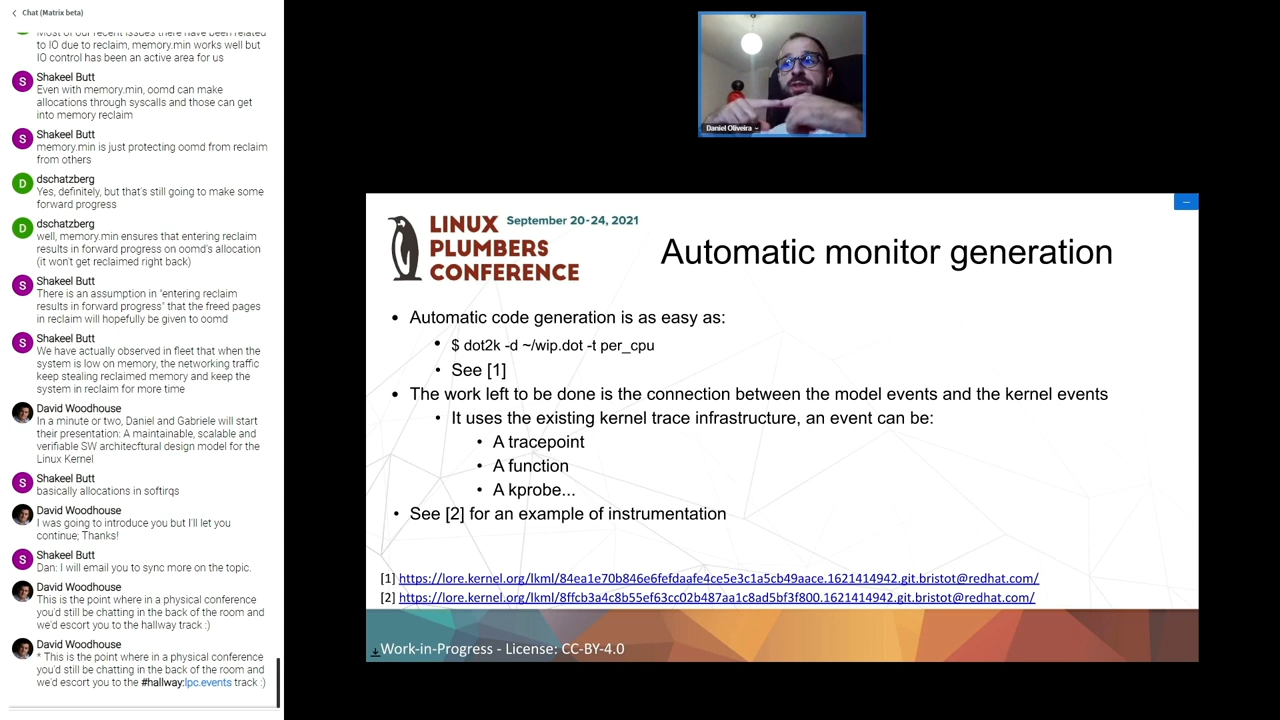 Chat (Matrix beta)
Most of our recent issues there have been related
to IO due to reclaim, memory.min works well but
IO control has been an active area for us
S
Shakeel Butt
Even with memory.min, oomd can make
allocations through syscalls and those can get
into memory reclaim
S
Shakeel Butt
memory.min is just protecting oomd from reclaim
from others
D
dschatzberg
Yes, definitely, but that's still going to make some
forward progress
D
dschatzberg
well, memory.min ensures that entering reclaim
results in forward progress on oomd's allocation
(it won't get reclaimed right back)
S
Shakeel Butt
There is an assumption in "entering reclaim
results in forward progress" that the freed pages
in reclaim will hopefully be given to oomd
S
Shakeel Butt
We have actually observed in fleet that when the
system is low on memory, the networking traffic
keep stealing reclaimed memory and keep the
system in reclaim for more time
David Woodhouse
In a minute or two, Daniel and Gabriele will start
their presentation: A maintainable, scalable and
verifiable SW architecftural design model for the
Linux Kernel
S
Shakeel Butt
basically allocations in softirqs
David Woodhouse
I was going to introduce you but I'll let you
continue; Thanks!
S
Shakeel Butt
Dan: I will email you to sync more on the topic.
David Woodhouse
This is the point where in a physical conference
you'd still be chatting in the back of the room and
we'd escort you to the hallway track :)
David Woodhouse
* This is the point where in a physical conference
you'd still be chatting in the back of the room and
we'd escort you to the #hallway:lpc.events track :)
Daniel Oliveira
LINUX September 20-24, 2021
PLUMBERS
CONFERENCE
Automatic monitor generation
• Automatic code generation is as easy as:
• $ dot2k -d ~/wip.dot -t per_cpu
• See [1]
• The work left to be done is the connection between the model events and the kernel events
• It uses the existing kernel trace infrastructure, an event can be:
• A tracepoint
• A function
• A kprobe...
• See [2] for an example of instrumentation
[1] https://lore.kernel.org/lkml/84ea1e70b846e6fefdaafe4ce5e3c1a5cb49aace.1621414942.git.bristot@redhat.com/
[2] https://lore.kernel.org/lkml/8ffcb3a4c8b55ef63cc02b487aa1c8ad5bf3f800.1621414942.git.bristot@redhat.com/
Work-in-Progress - License: CC-BY-4.0